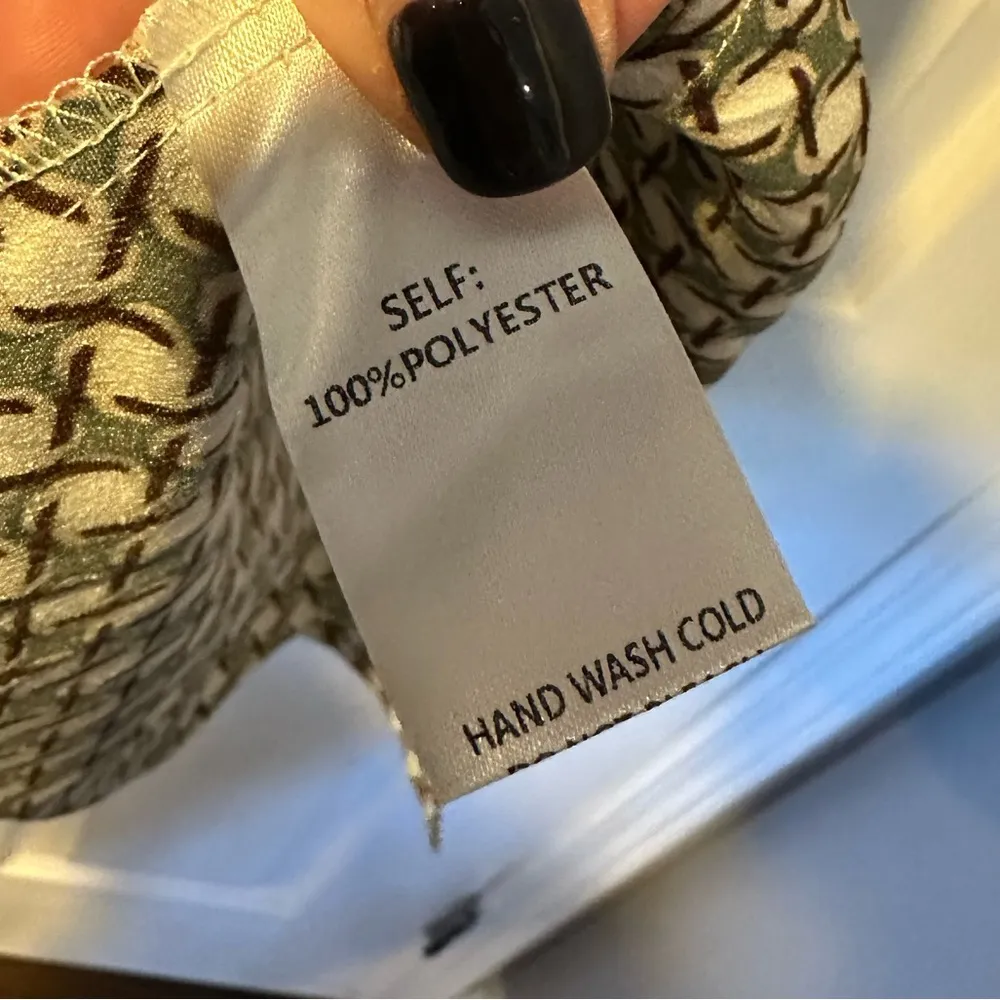 SELF:
100%POLYESTER
HAND WASH COLD